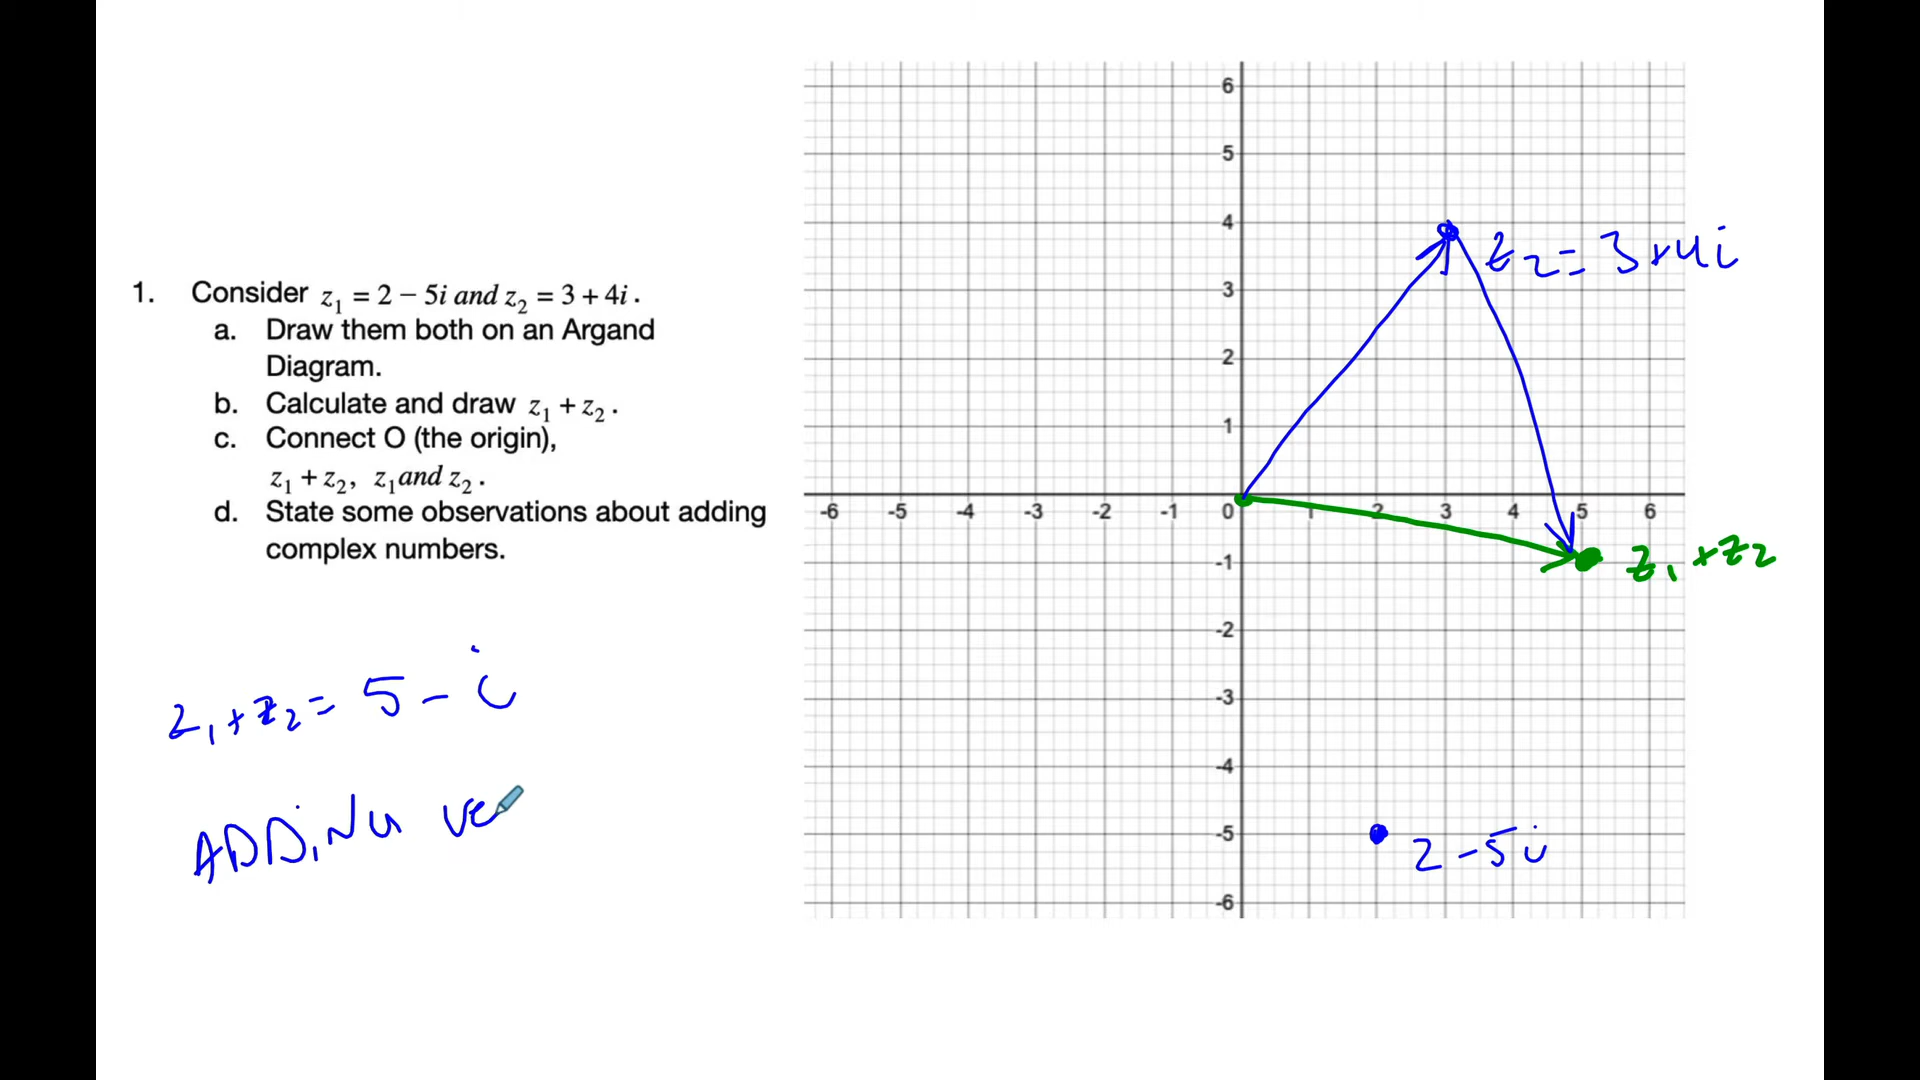 1. Consider z₁ = 2 – 5i and z₂ = 3 + 4i .
a. Draw them both on an Argand
Diagram.
b. Calculate and draw z₁ + z₂ .
c. Connect O (the origin),
z₁ + z₂, z₁and z₂ .
d. State some observations about adding
complex numbers.
z₁+z₂= 5 – i
ADDiNG ve
6
5
4
3
2
1
-6 -5 -4 -3 -2 -1 0 1 2 3 4 5 6
-1
-2
-3
-4
-5
-6
z₂= 3+4i
z₁+z₂
2-5i